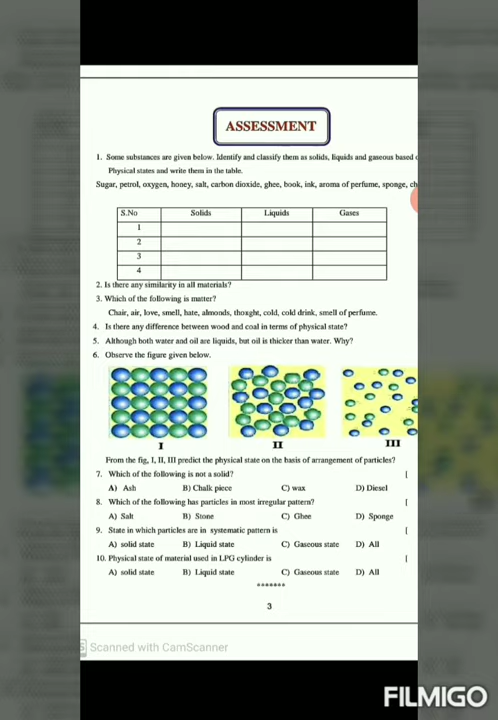 ASSESSMENT
1. Some substances are given below. Identify and classify them as solids, liquids and gaseous based
Physical states and write them in the table.
Sugar, petrol, oxygen, honey, salt, carbon dioxide, ghee, book, ink, aroma of perfume, sponge, ch
S.No Solids Liquids Gases
1
2
3
4
2. Is there any similarity in all materials?
3. Which of the following is matter?
Chair, air, love, smell, hate, almonds, thought, cold, cold drink, smell of perfume.
4. Is there any difference between wood and coal in terms of physical state?
5. Although both water and oil are liquids, but oil is thicker than water. Why?
6. Observe the figure given below.
I II III
From the fig, I, II, III predict the physical state on the basis of arrangement of particles?
7. Which of the following is not a solid? [
A) Ash B) Chalk piece C) wax D) Diesel
8. Which of the following has particles in most irregular pattern? [
A) Salt B) Stone C) Ghee D) Sponge
9. State in which particles are in systematic pattern is [
A) solid state B) Liquid state C) Gaseous state D) All
10. Physical state of material used in LPG cylinder is [
A) solid state B) Liquid state C) Gaseous state D) All
*******
3
Scanned with CamScanner
FILMIGO